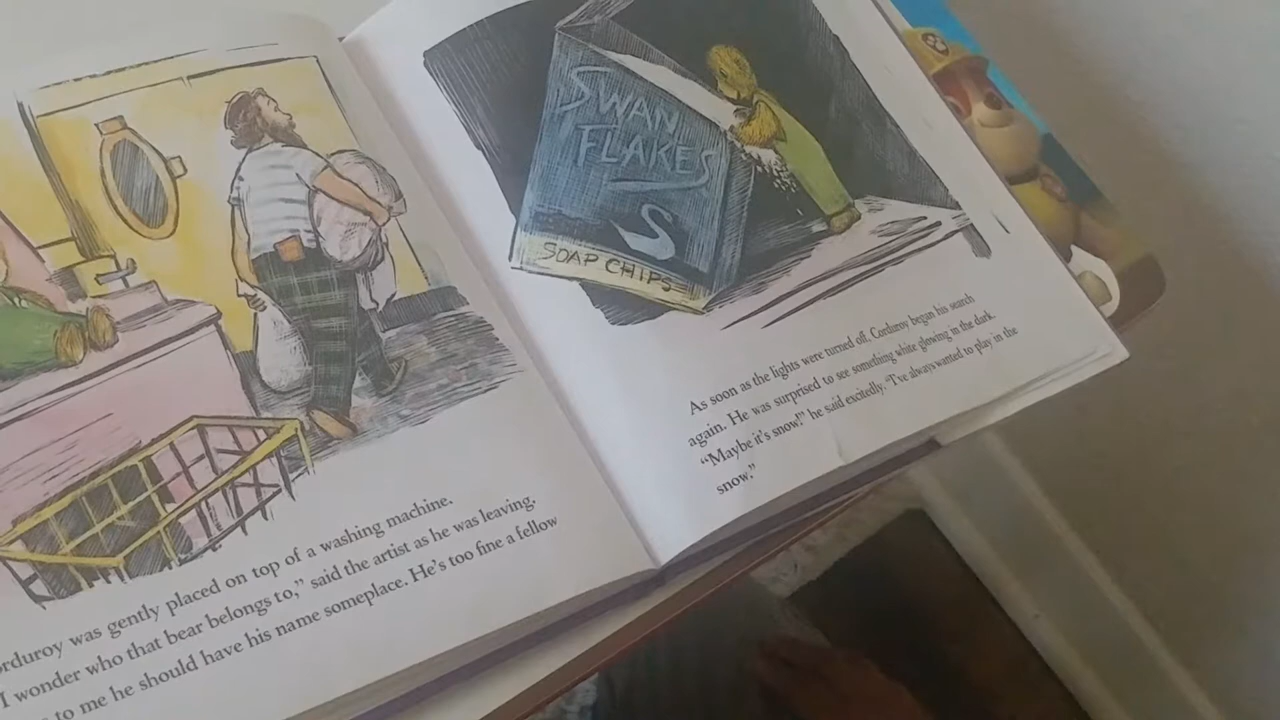 orduroy was gently placed on top of a washing machine.
I wonder who that bear belongs to,” said the artist as he was leaving.
to me he should have his name someplace. He’s too fine a fellow
SWAN
FLAKES
SOAP CHIPS
As soon as the lights were turned off, Corduroy began his search
again. He was surprised to see something white glowing in the dark.
“Maybe it’s snow!” he said excitedly. “I’ve always wanted to play in the
snow.”